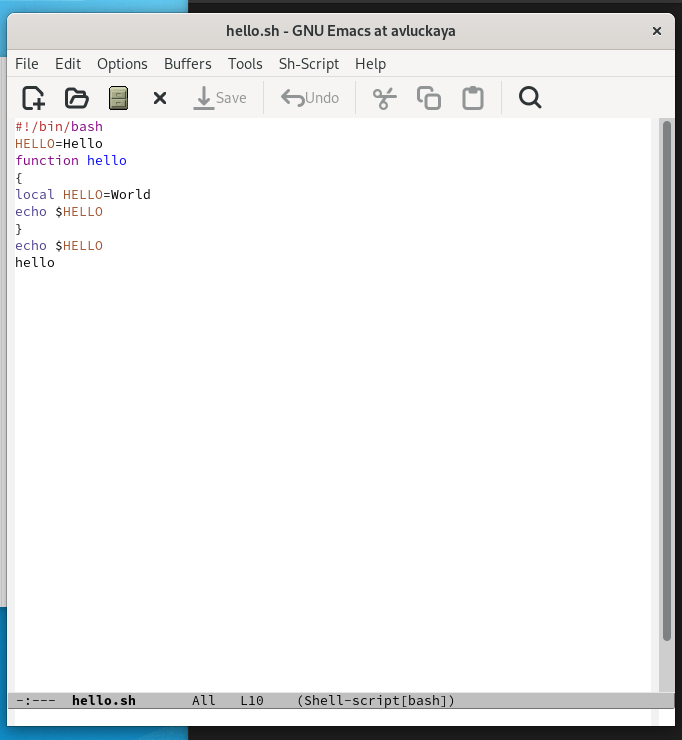 hello.sh - GNU Emacs at avluckaya
File Edit Options Buffers Tools Sh-Script Help
Save Undo
#!/bin/bash
HELLO=Hello
function hello
{
local HELLO=World
echo $HELLO
}
echo $HELLO
hello
-:--- hello.sh All L10 (Shell-script[bash])